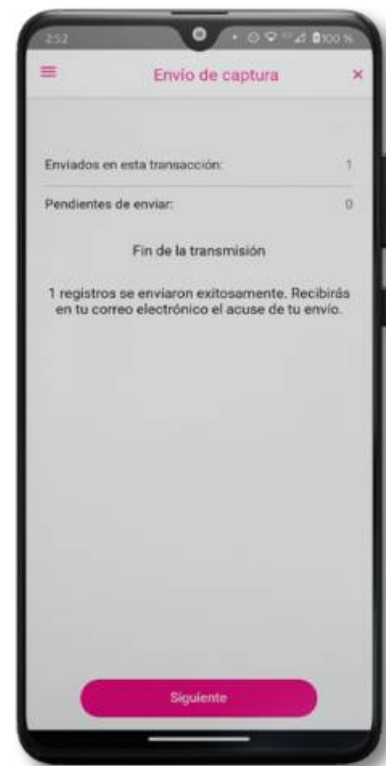 2:52 100 %
Envío de captura
Enviados en esta transacción: 1
Pendientes de enviar: 0
Fin de la transmisión
1 registros se enviaron exitosamente. Recibirás
en tu correo electrónico el acuse de tu envío.
Siguiente